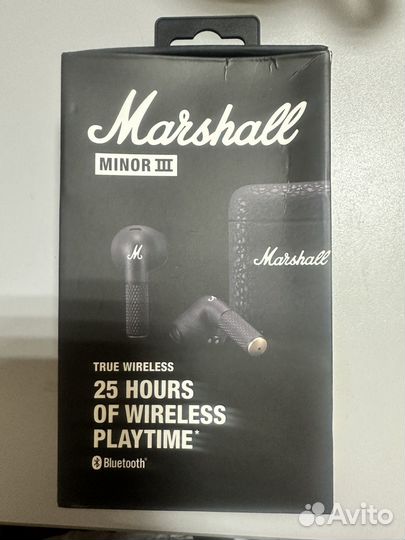 Marshall
MINOR III
Marshall
M
TRUE WIRELESS
25 HOURS
OF WIRELESS
PLAYTIME*
Bluetooth®
Avito